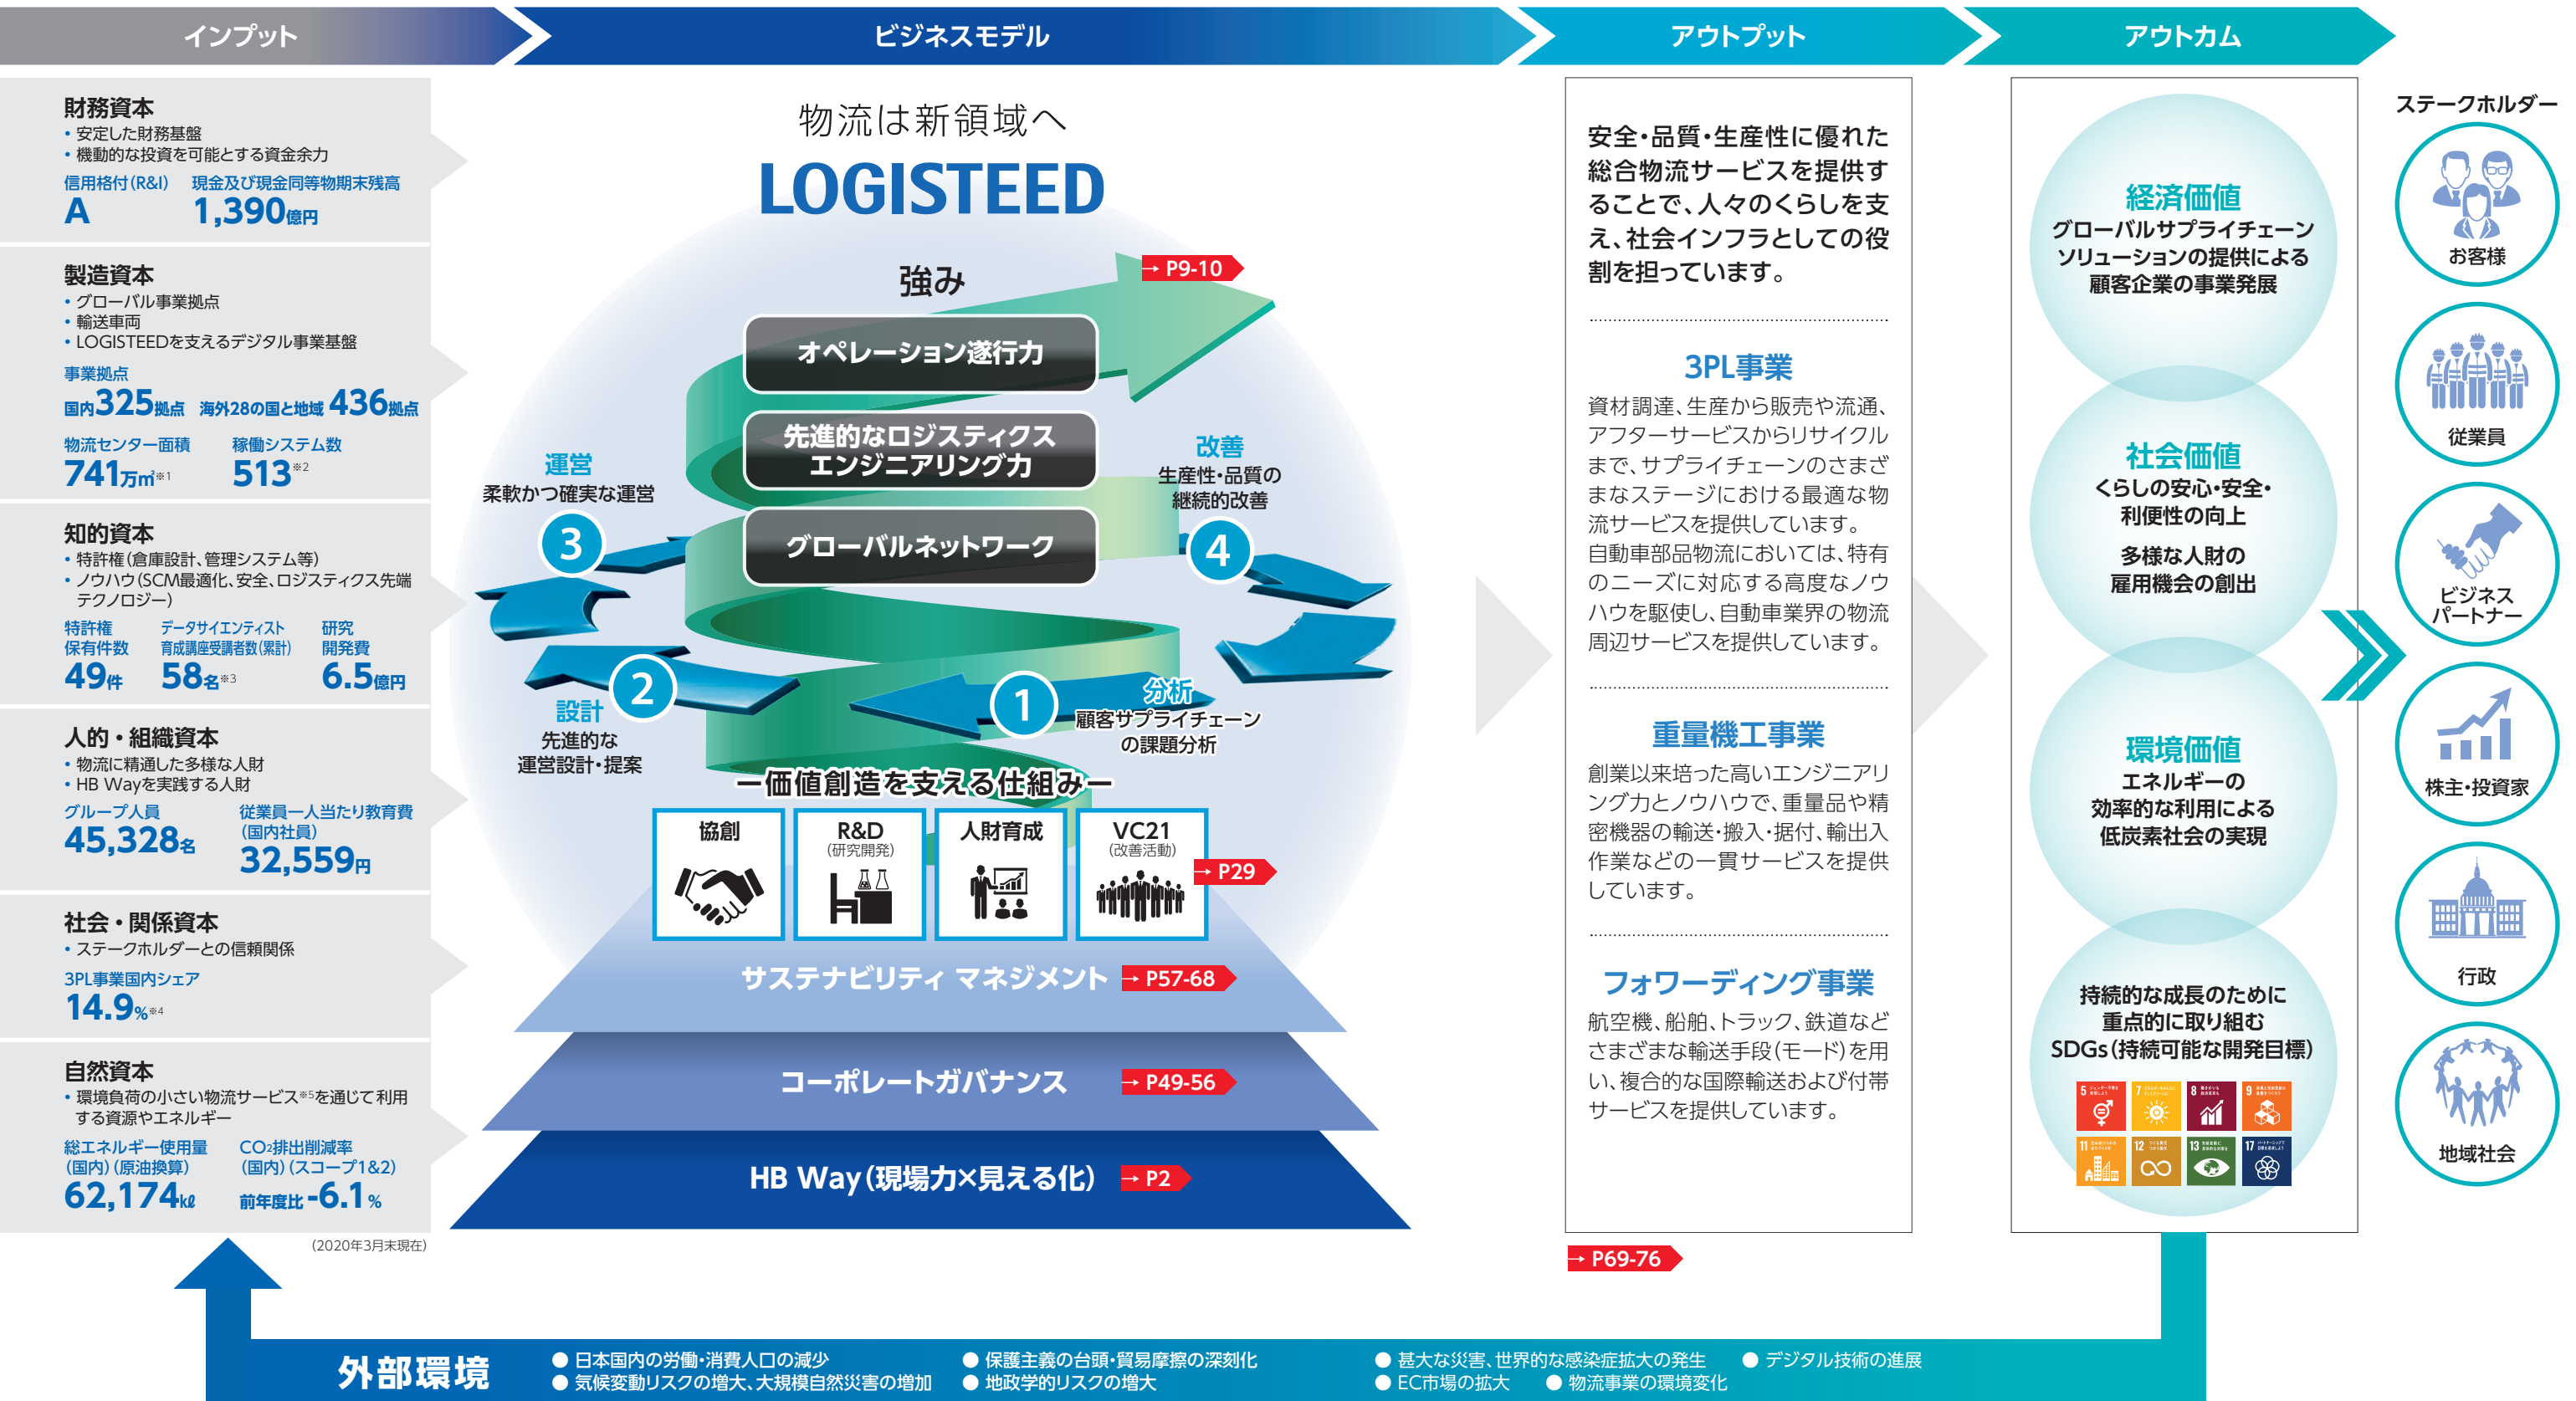 インプット
ビジネスモデル
アウトプット
アウトカム
財務資本
• 安定した財務基盤
• 機動的な投資を可能とする資金余力
信用格付(R&I) 現金及び現金同等物期末残高
A 1,390億円
製造資本
• グローバル事業拠点
• 輸送車両
• LOGISTEEDを支えるデジタル事業基盤
事業拠点
国内325拠点 海外28の国と地域 436拠点
物流センター面積 稼働システム数
741万㎡※1 513※2
知的資本
• 特許権(倉庫設計、管理システム等)
• ノウハウ(SCM最適化、安全、ロジスティクス先端
テクノロジー)
特許権 データサイエンティスト 研究
保有件数 育成講座受講者数(累計) 開発費
49件 58名※3 6.5億円
人的・組織資本
• 物流に精通した多様な人財
• HB Wayを実践する人財
グループ人員 従業員一人当たり教育費
(国内社員)
45,328名 32,559円
社会・関係資本
• ステークホルダーとの信頼関係
3PL事業国内シェア
14.9%※4
自然資本
• 環境負荷の小さい物流サービス※5を通じて利用
する資源やエネルギー
総エネルギー使用量 CO2排出削減率
(国内)(原油換算) (国内)(スコープ1&2)
62,174kℓ 前年度比 -6.1%
(2020年3月末現在)
物流は新領域へ
LOGISTEED
強み
→ P9-10
オペレーション遂行力
先進的なロジスティクス
エンジニアリング力
グローバルネットワーク
運営
柔軟かつ確実な運営
3
改善
生産性・品質の
継続的改善
4
2
設計
先進的な
運営設計・提案
1
分析
顧客サプライチェーン
の課題分析
ー価値創造を支える仕組みー
協創
R&D
(研究開発)
人財育成
VC21
(改善活動)
→ P29
サステナビリティ マネジメント → P57-68
コーポレートガバナンス → P49-56
HB Way(現場力×見える化) → P2
安全・品質・生産性に優れた
総合物流サービスを提供す
ることで、人々のくらしを支
え、社会インフラとしての役
割を担っています。
3PL事業
資材調達、生産から販売や流通、
アフターサービスからリサイクル
まで、サプライチェーンのさまざ
まなステージにおける最適な物
流サービスを提供しています。
自動車部品物流においては、特有
のニーズに対応する高度なノウ
ハウを駆使し、自動車業界の物流
周辺サービスを提供しています。
重量機工事業
創業以来培った高いエンジニアリ
ング力とノウハウで、重量品や精
密機器の輸送・搬入・据付、輸出入
作業などの一貫サービスを提供
しています。
フォワーディング事業
航空機、船舶、トラック、鉄道など
さまざまな輸送手段(モード)を用
い、複合的な国際輸送および付帯
サービスを提供しています。
→ P69-76
経済価値
グローバルサプライチェーン
ソリューションの提供による
顧客企業の事業発展
社会価値
くらしの安心・安全・
利便性の向上
多様な人財の
雇用機会の創出
環境価値
エネルギーの
効率的な利用による
低炭素社会の実現
持続的な成長のために
重点的に取り組む
SDGs(持続可能な開発目標)
5 7 8 9
11 12 13 17
ステークホルダー
お客様
従業員
ビジネス
パートナー
株主・投資家
行政
地域社会
外部環境
● 日本国内の労働・消費人口の減少
● 気候変動リスクの増大、大規模自然災害の増加
● 保護主義の台頭・貿易摩擦の深刻化
● 地政学的リスクの増大
● 甚大な災害、世界的な感染症拡大の発生 ● デジタル技術の進展
● EC市場の拡大 ● 物流事業の環境変化